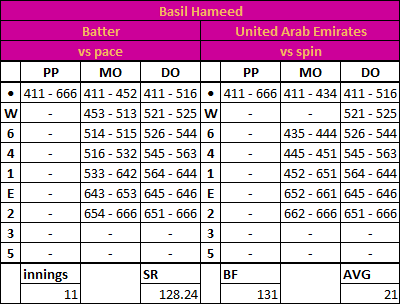 Basil Hameed
Batter United Arab Emirates
vs pace vs spin
PP MO DO PP MO DO
• 411 - 666 411 - 452 411 - 516 • 411 - 666 411 - 434 411 - 516
W - 453 - 513 521 - 525 W - - 521 - 525
6 - 514 - 515 526 - 544 6 - 435 - 444 526 - 544
4 - 516 - 532 545 - 563 4 - 445 - 451 545 - 563
1 - 533 - 642 564 - 644 1 - 452 - 651 564 - 644
E - 643 - 653 645 - 646 E - 652 - 661 645 - 646
2 - 654 - 666 651 - 666 2 - 662 - 666 651 - 666
3 - - - 3 - - -
5 - - - 5 - - -
innings SR BF AVG
11 128.24 131 21